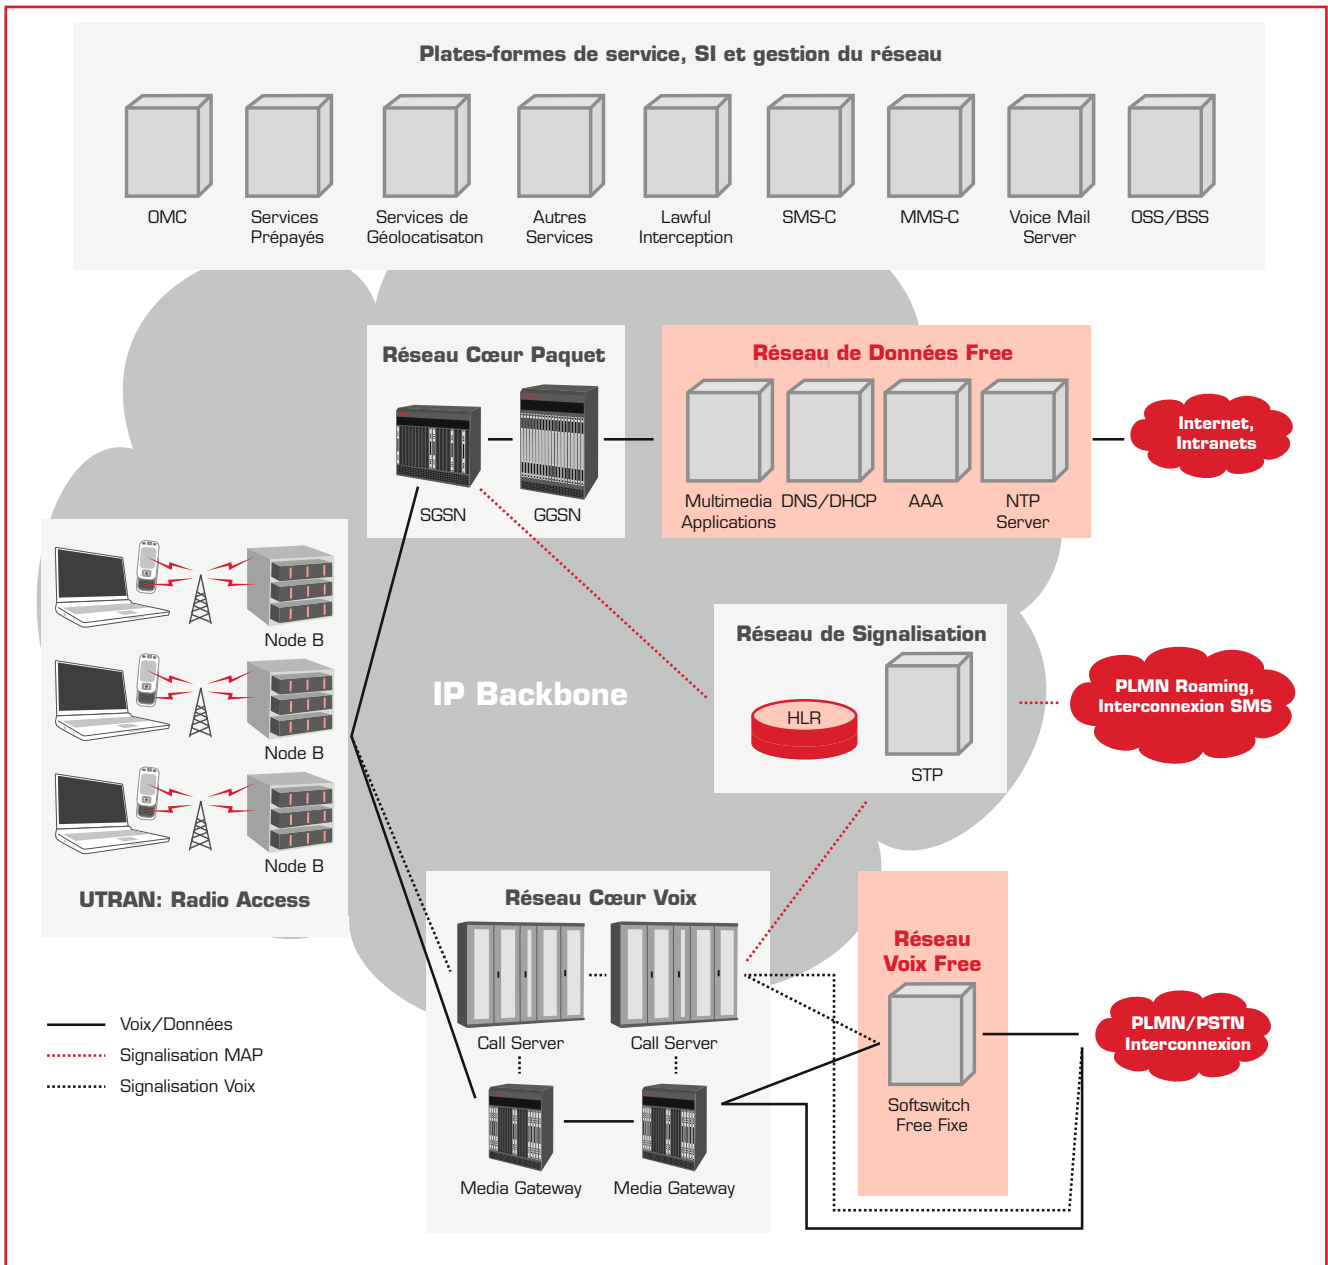 Plates-formes de service, SI et gestion du réseau
OMC
Services
Prépayés
Services de
Géolocatisaton
Autres
Services
Lawful
Interception
SMS-C
MMS-C
Voice Mail
Server
OSS/BSS
Réseau Cœur Paquet
SGSN
GGSN
Réseau de Données Free
Multimedia
Applications
DNS/DHCP
AAA
NTP
Server
Internet,
Intranets
Node B
Node B
Node B
UTRAN: Radio Access
IP Backbone
Réseau de Signalisation
HLR
STP
PLMN Roaming,
Interconnexion SMS
Réseau Cœur Voix
Call Server
Call Server
Media Gateway
Media Gateway
Réseau
Voix Free
Softswitch
Free Fixe
PLMN/PSTN
Interconnexion
Voix/Données
Signalisation MAP
Signalisation Voix